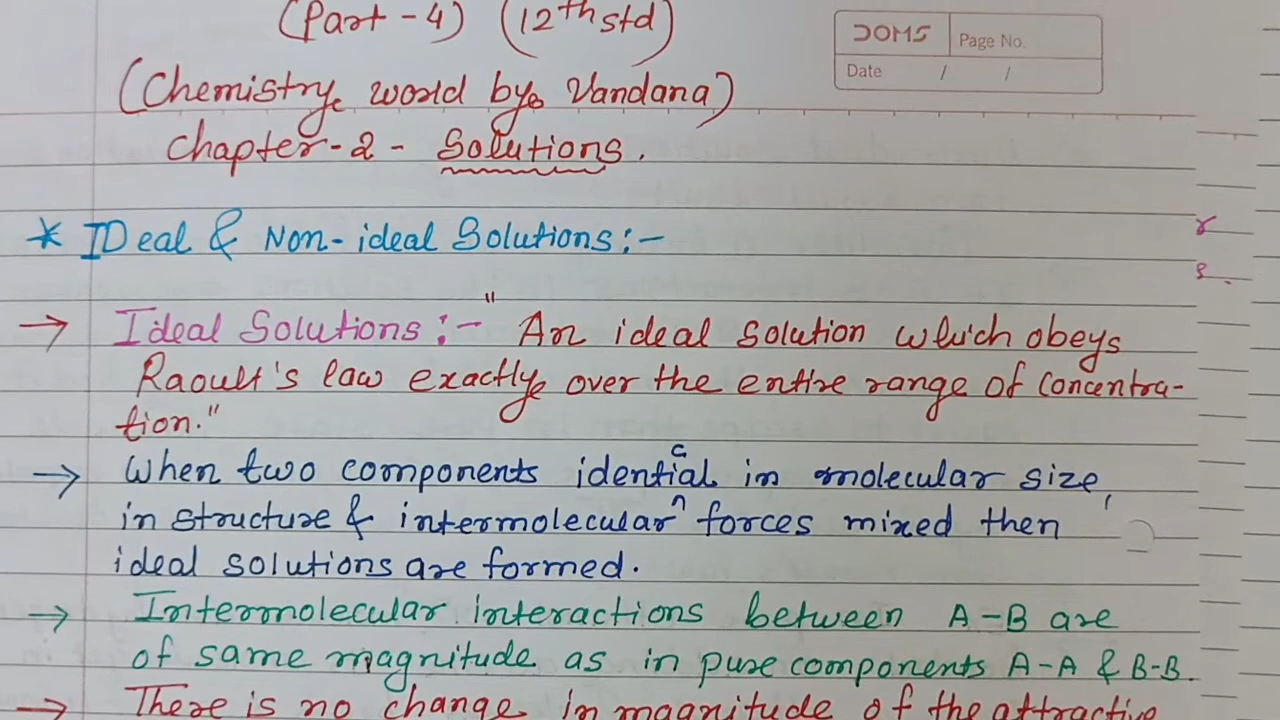 (Part - 4) (12th std)
DOMS
Page No.
Date / /
(Chemistry world by Vandana)
Chapter-2 - Solutions.
* IDeal & Non-ideal Solutions:-
→ Ideal Solutions :- " An ideal solution which obeys
Raoult's law exactly over the entire range of concentra-
tion."
→ When two components idential c in molecular size,
in structure & intermolecular forces mixed then
ideal solutions are formed.
→ Intermolecular interactions between A-B are
of same magnitude as in pure components A-A & B-B.
→ There is no change in magnitude of the attractive